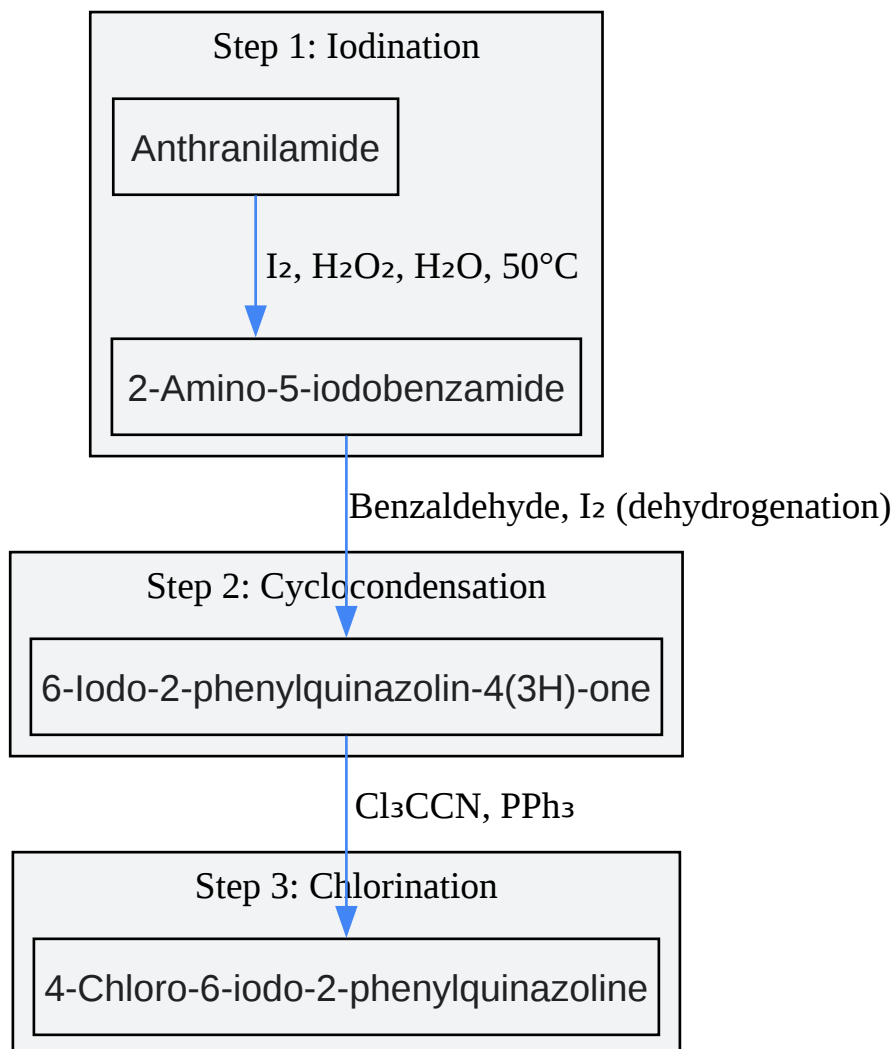 Step 1: Iodination
Anthranilamide
I₂, H₂O₂, H₂O, 50°C
2-Amino-5-iodobenzamide
Benzaldehyde, I₂ (dehydrogenation)
Step 2: Cyclocondensation
6-Iodo-2-phenylquinazolin-4(3H)-one
Cl₃CCN, PPh₃
Step 3: Chlorination
4-Chloro-6-iodo-2-phenylquinazoline